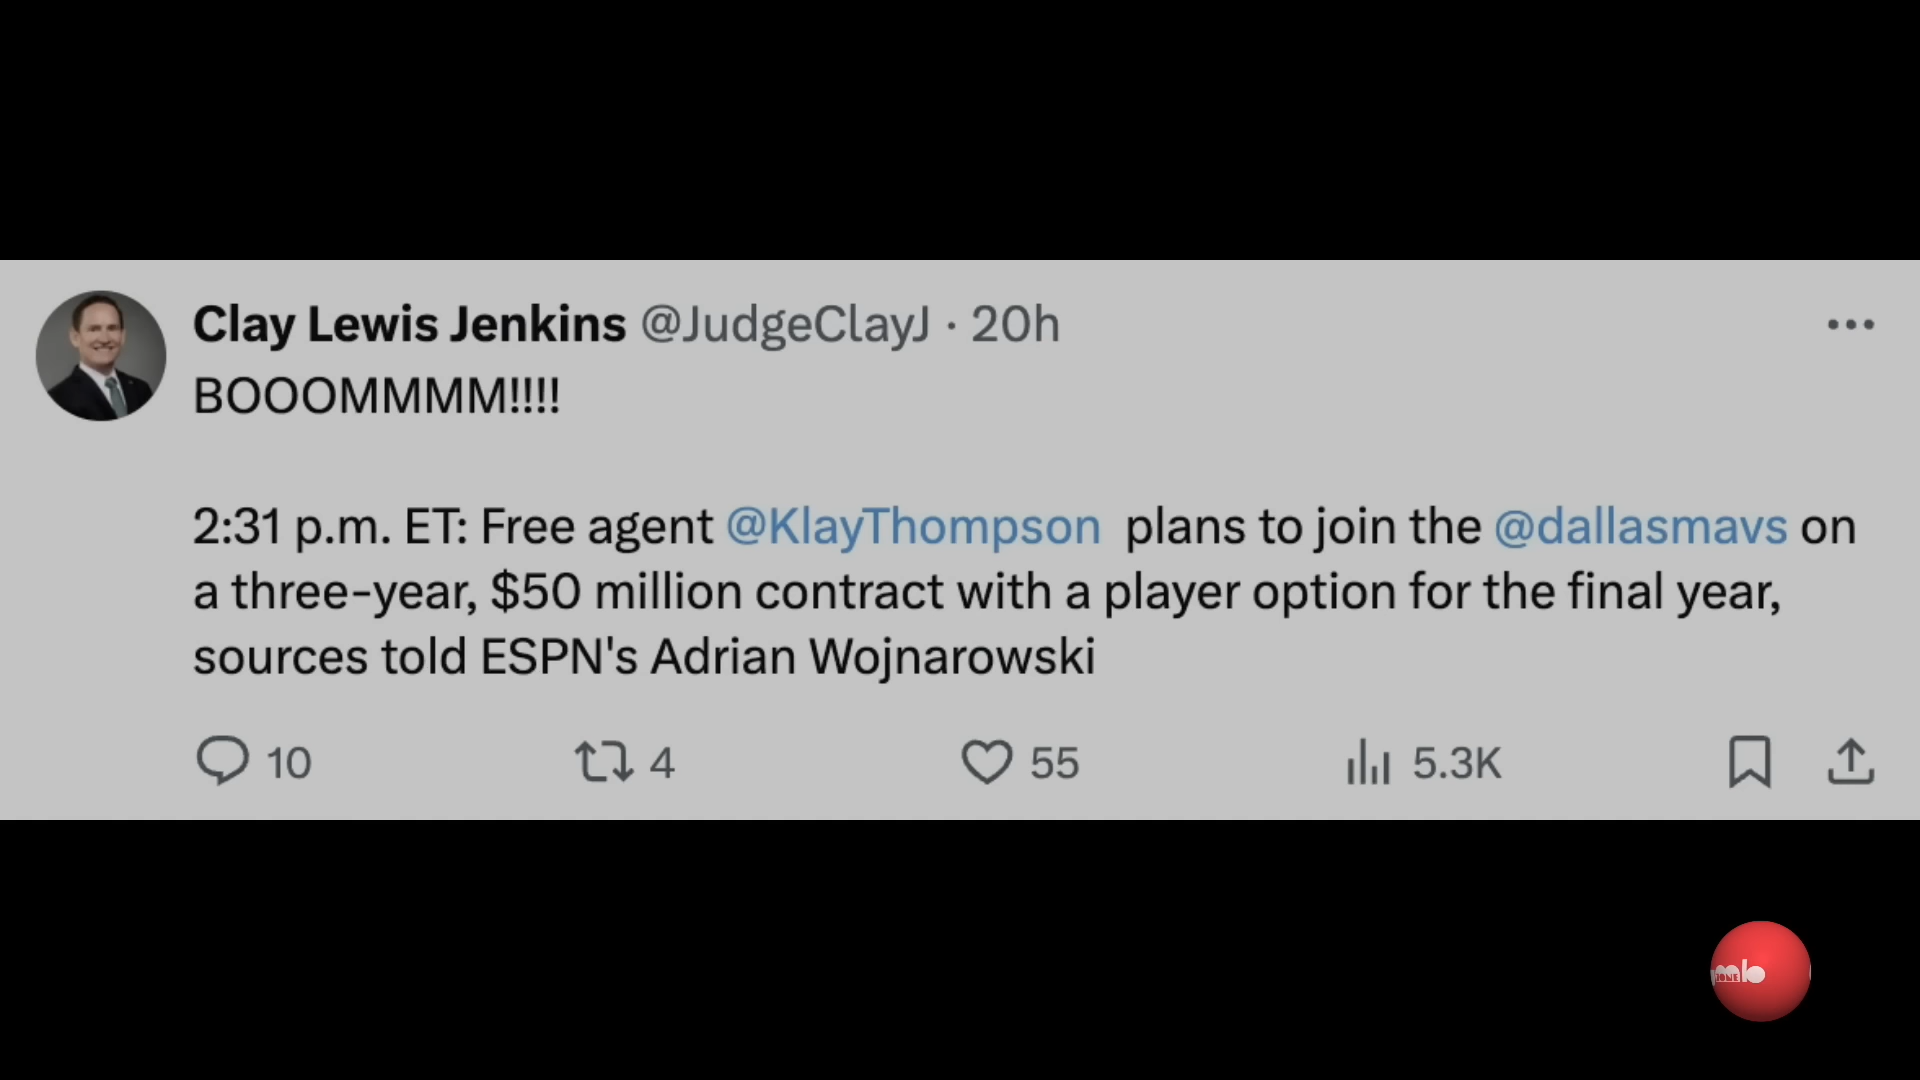 Clay Lewis Jenkins @JudgeClayJ · 20h
BOOOMMMM!!!!
2:31 p.m. ET: Free agent @KlayThompson plans to join the @dallasmavs on
a three-year, $50 million contract with a player option for the final year,
sources told ESPN's Adrian Wojnarowski
10 4 55 5.3K